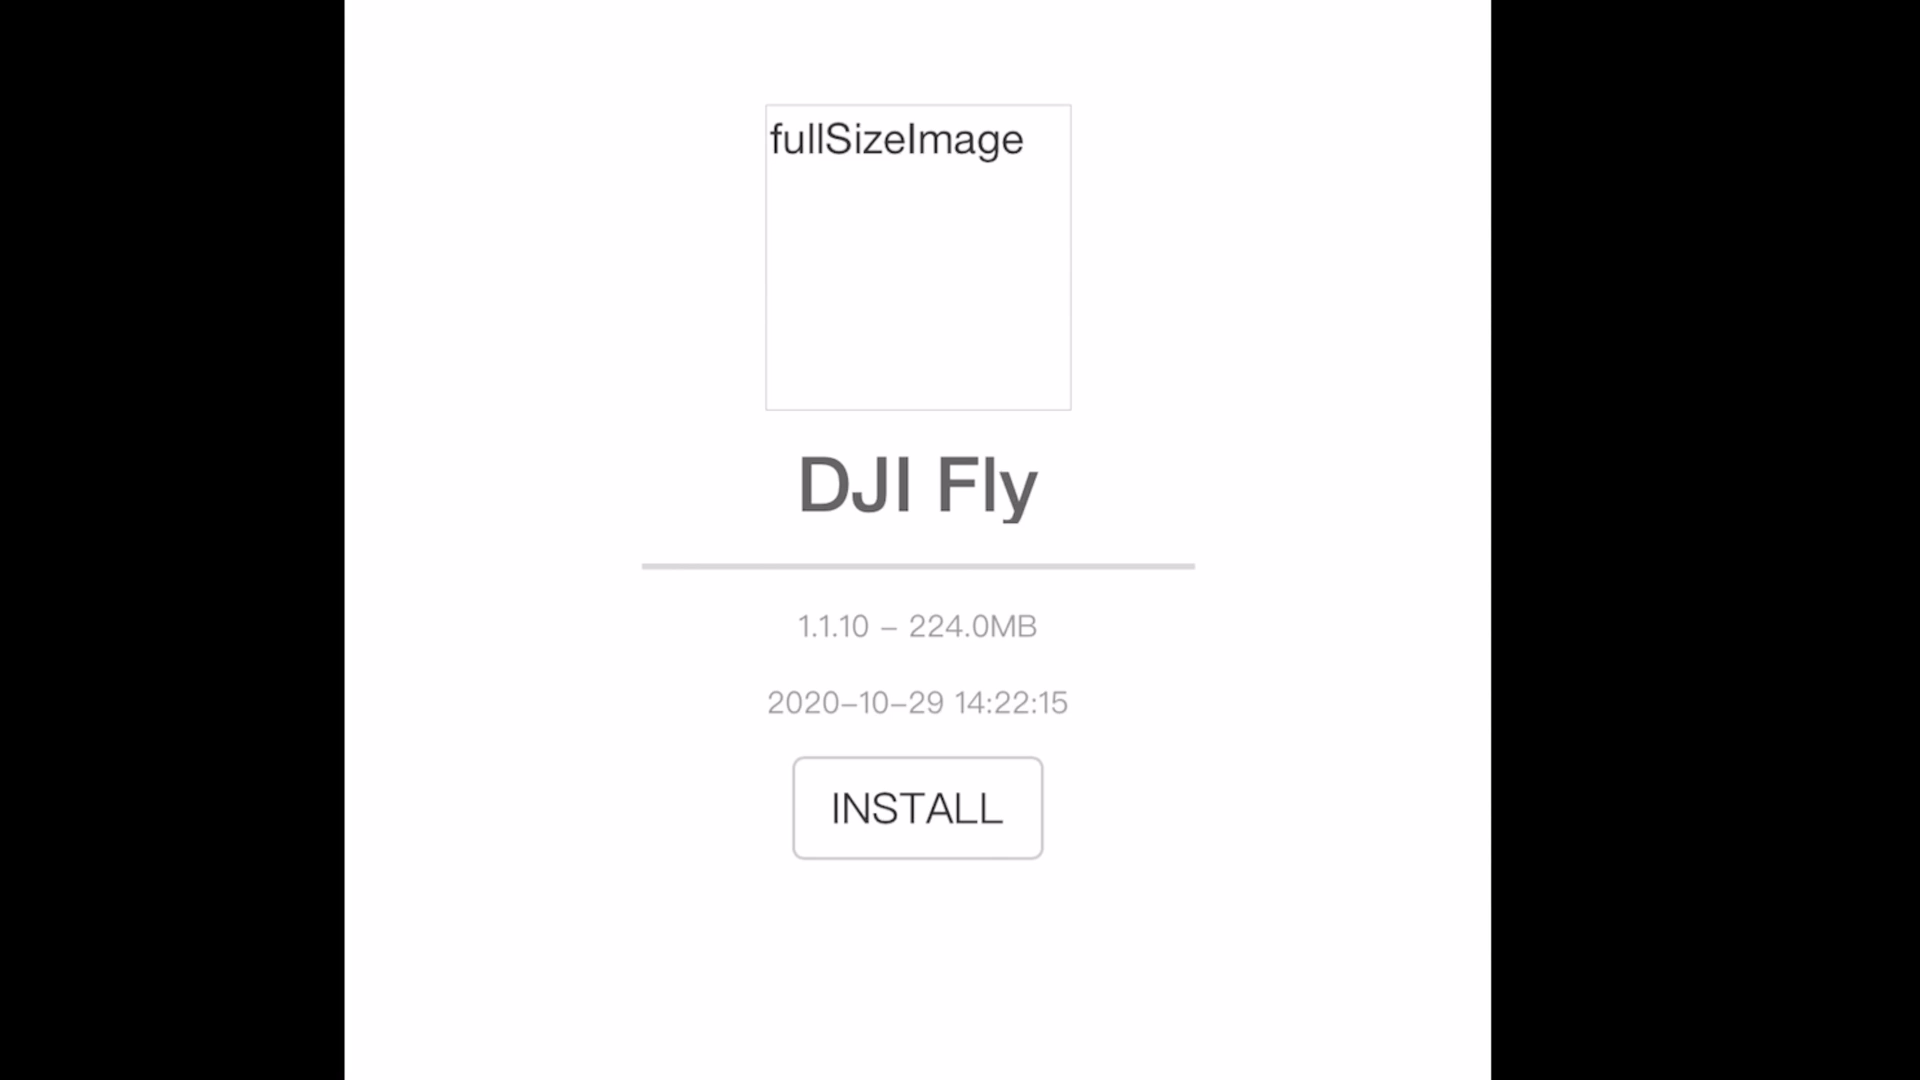 fullSizeImage
DJI Fly
1.1.10 – 224.0MB
2020–10–29 14:22:15
INSTALL